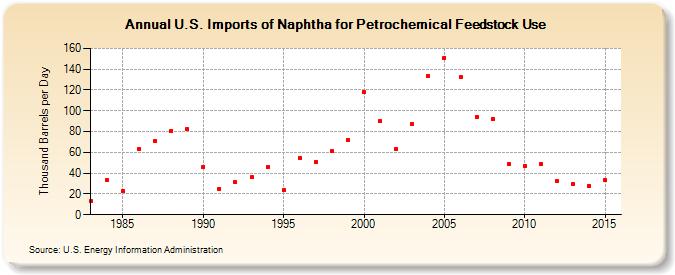 Annual U.S. Imports of Naphtha for Petrochemical Feedstock Use
Thousand Barrels per Day
160
140
120
100
80
60
40
20
0
1985 1990 1995 2000 2005 2010 2015
Source: U.S. Energy Information Administration